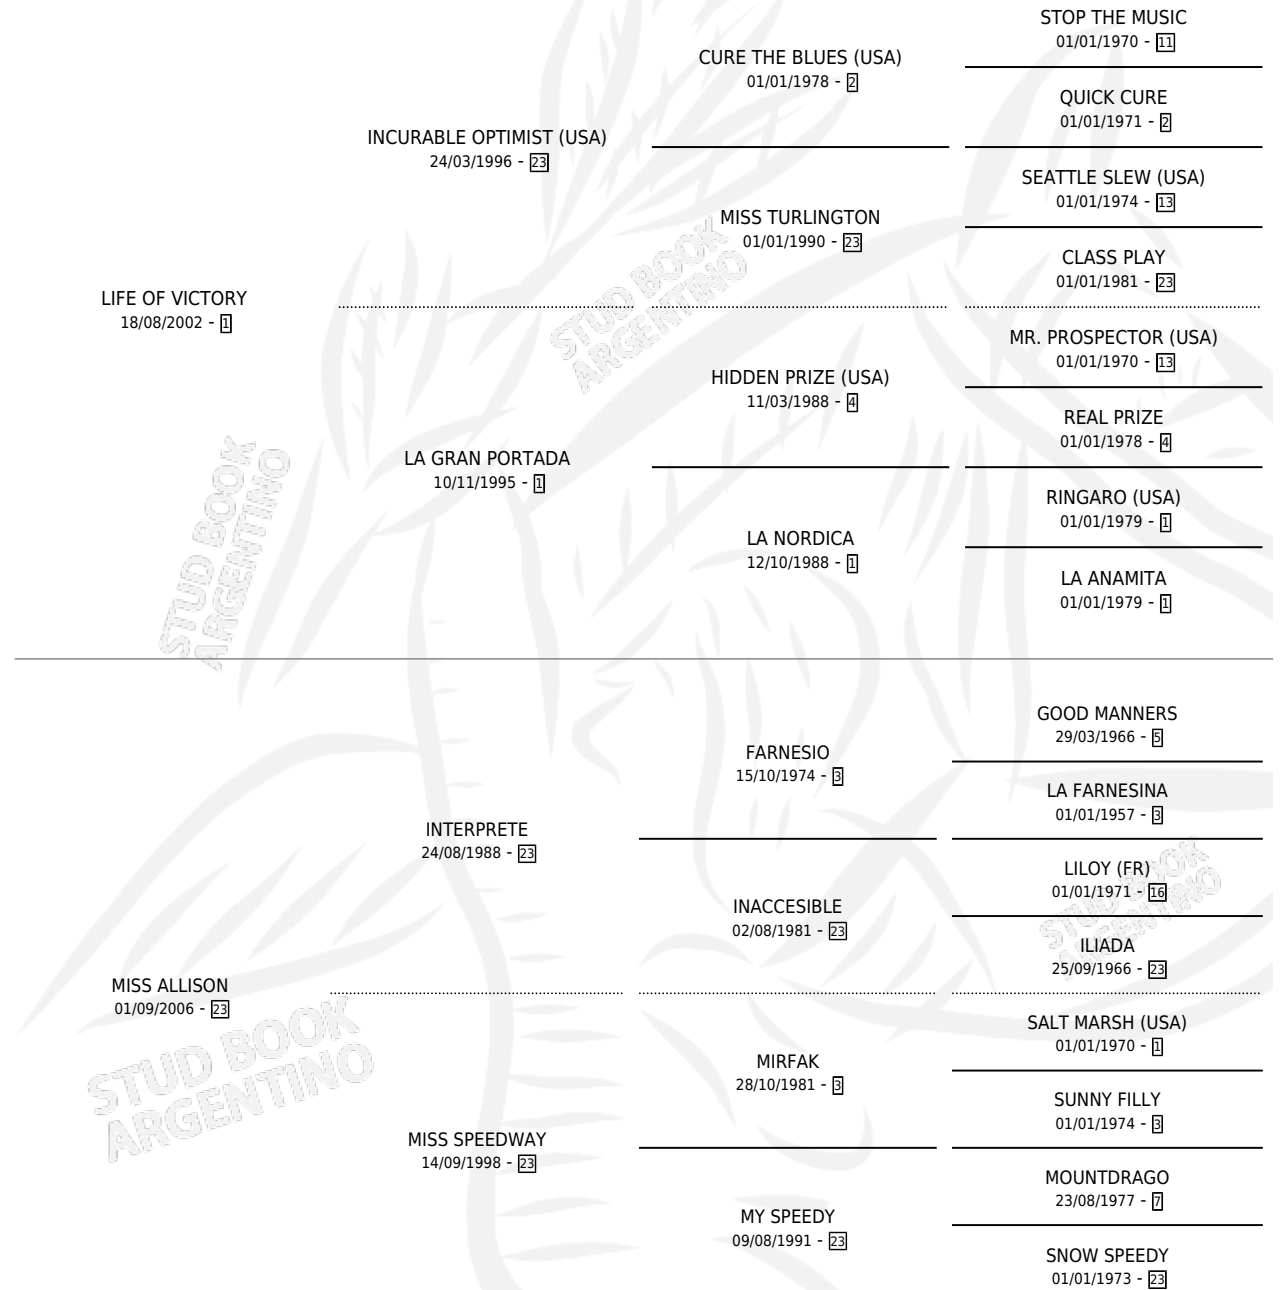 STOP THE MUSIC
01/01/1970 - 11
CURE THE BLUES (USA)
01/01/1978 - 2
QUICK CURE
01/01/1971 - 2
INCURABLE OPTIMIST (USA)
24/03/1996 - 23
SEATTLE SLEW (USA)
01/01/1974 - 13
MISS TURLINGTON
01/01/1990 - 23
CLASS PLAY
01/01/1981 - 23
STUD BOOK
ARGENTINO
LIFE OF VICTORY
18/08/2002 - 1
MR. PROSPECTOR (USA)
01/01/1970 - 13
HIDDEN PRIZE (USA)
11/03/1988 - 4
REAL PRIZE
01/01/1978 - 4
LA GRAN PORTADA
10/11/1995 - 1
RINGARO (USA)
01/01/1979 - 1
LA NORDICA
12/10/1988 - 1
LA ANAMITA
01/01/1979 - 1
STUD BOOK
ARGENTINO
GOOD MANNERS
29/03/1966 - 5
FARNESIO
15/10/1974 - 3
LA FARNESINA
01/01/1957 - 3
INTERPRETE
24/08/1988 - 23
LILOY (FR)
01/01/1971 - 16
INACCESIBLE
02/08/1981 - 23
STUD BOOK
ARGENTINO
ILIADA
25/09/1966 - 23
MISS ALLISON
01/09/2006 - 23
SALT MARSH (USA)
01/01/1970 - 1
MIRFAK
28/10/1981 - 3
SUNNY FILLY
01/01/1974 - 3
STUD BOOK
ARGENTINO
MISS SPEEDWAY
14/09/1998 - 23
MOUNTDRAGO
23/08/1977 - 7
MY SPEEDY
09/08/1991 - 23
SNOW SPEEDY
01/01/1973 - 23